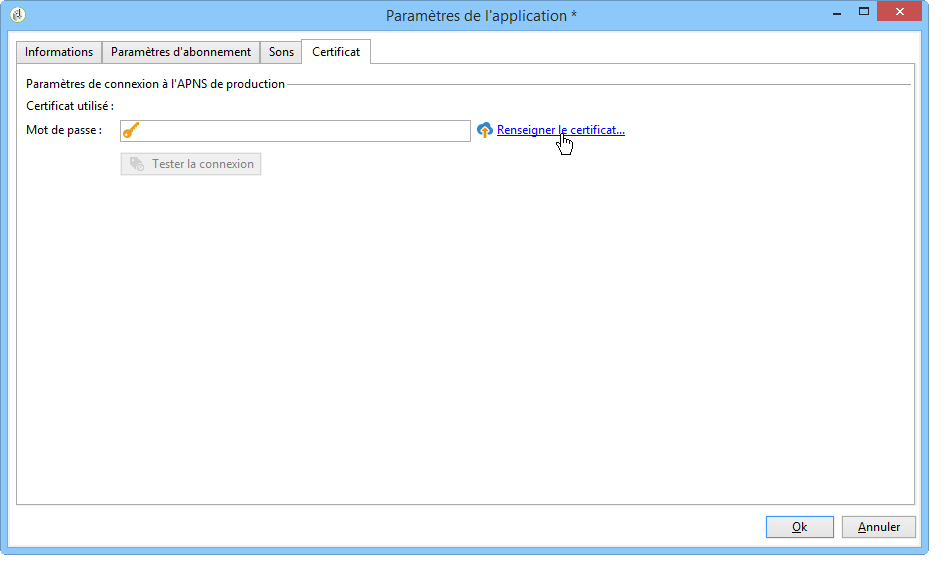 Paramètres de l'application *
Informations Paramètres d'abonnement Sons Certificat
Paramètres de connexion à l'APNS de production
Certificat utilisé :
Mot de passe : Renseigner le certificat...
Tester la connexion
Ok Annuler